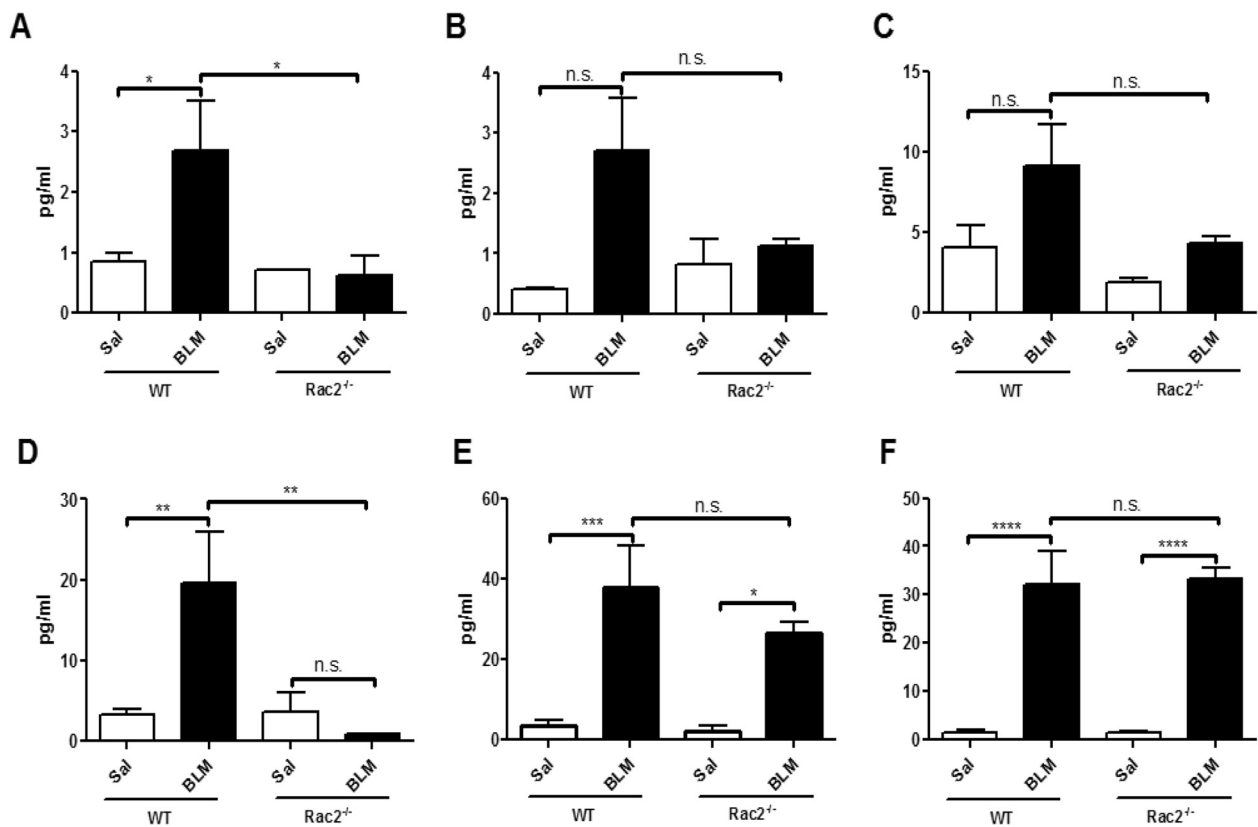 A
pg/ml
4
3
2
1
0
*
*
Sal
BLM
Sal
BLM
WT
Rac2⁻/⁻
B
pg/ml
4
3
2
1
0
n.s.
n.s.
Sal
BLM
Sal
BLM
WT
Rac2⁻/⁻
C
pg/ml
15
10
5
0
n.s.
n.s.
Sal
BLM
Sal
BLM
WT
Rac2⁻/⁻
D
pg/ml
30
20
10
0
**
**
n.s.
Sal
BLM
Sal
BLM
WT
Rac2⁻/⁻
E
pg/ml
60
40
20
0
***
n.s.
*
Sal
BLM
Sal
BLM
WT
Rac2⁻/⁻
F
pg/ml
50
40
30
20
10
0
****
n.s.
****
Sal
BLM
Sal
BLM
WT
Rac2⁻/⁻